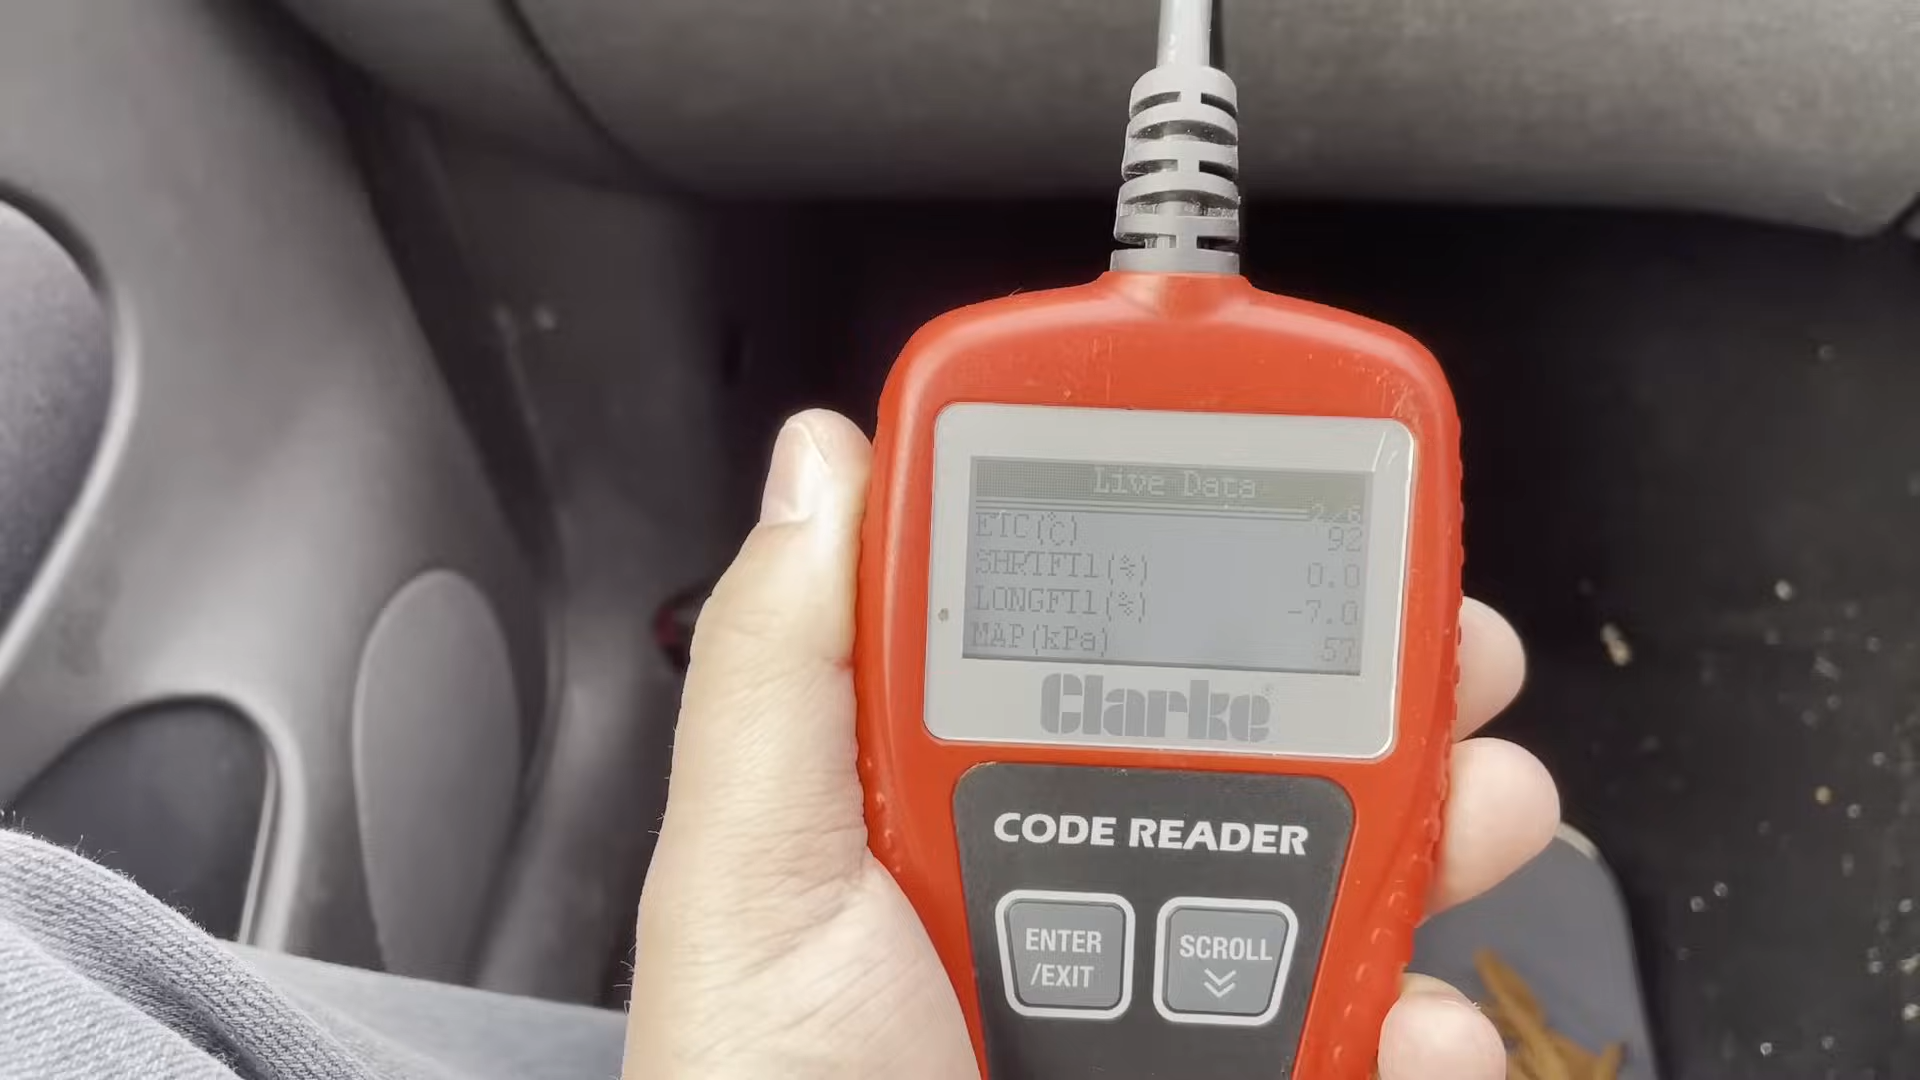 Live Data
2/6
ETC(℃) 92
SHRTFT1(%) 0.0
LONGFT1(%) -7.0
MAP(kPa) 57
Clarke
CODE READER
ENTER
/EXIT
SCROLL